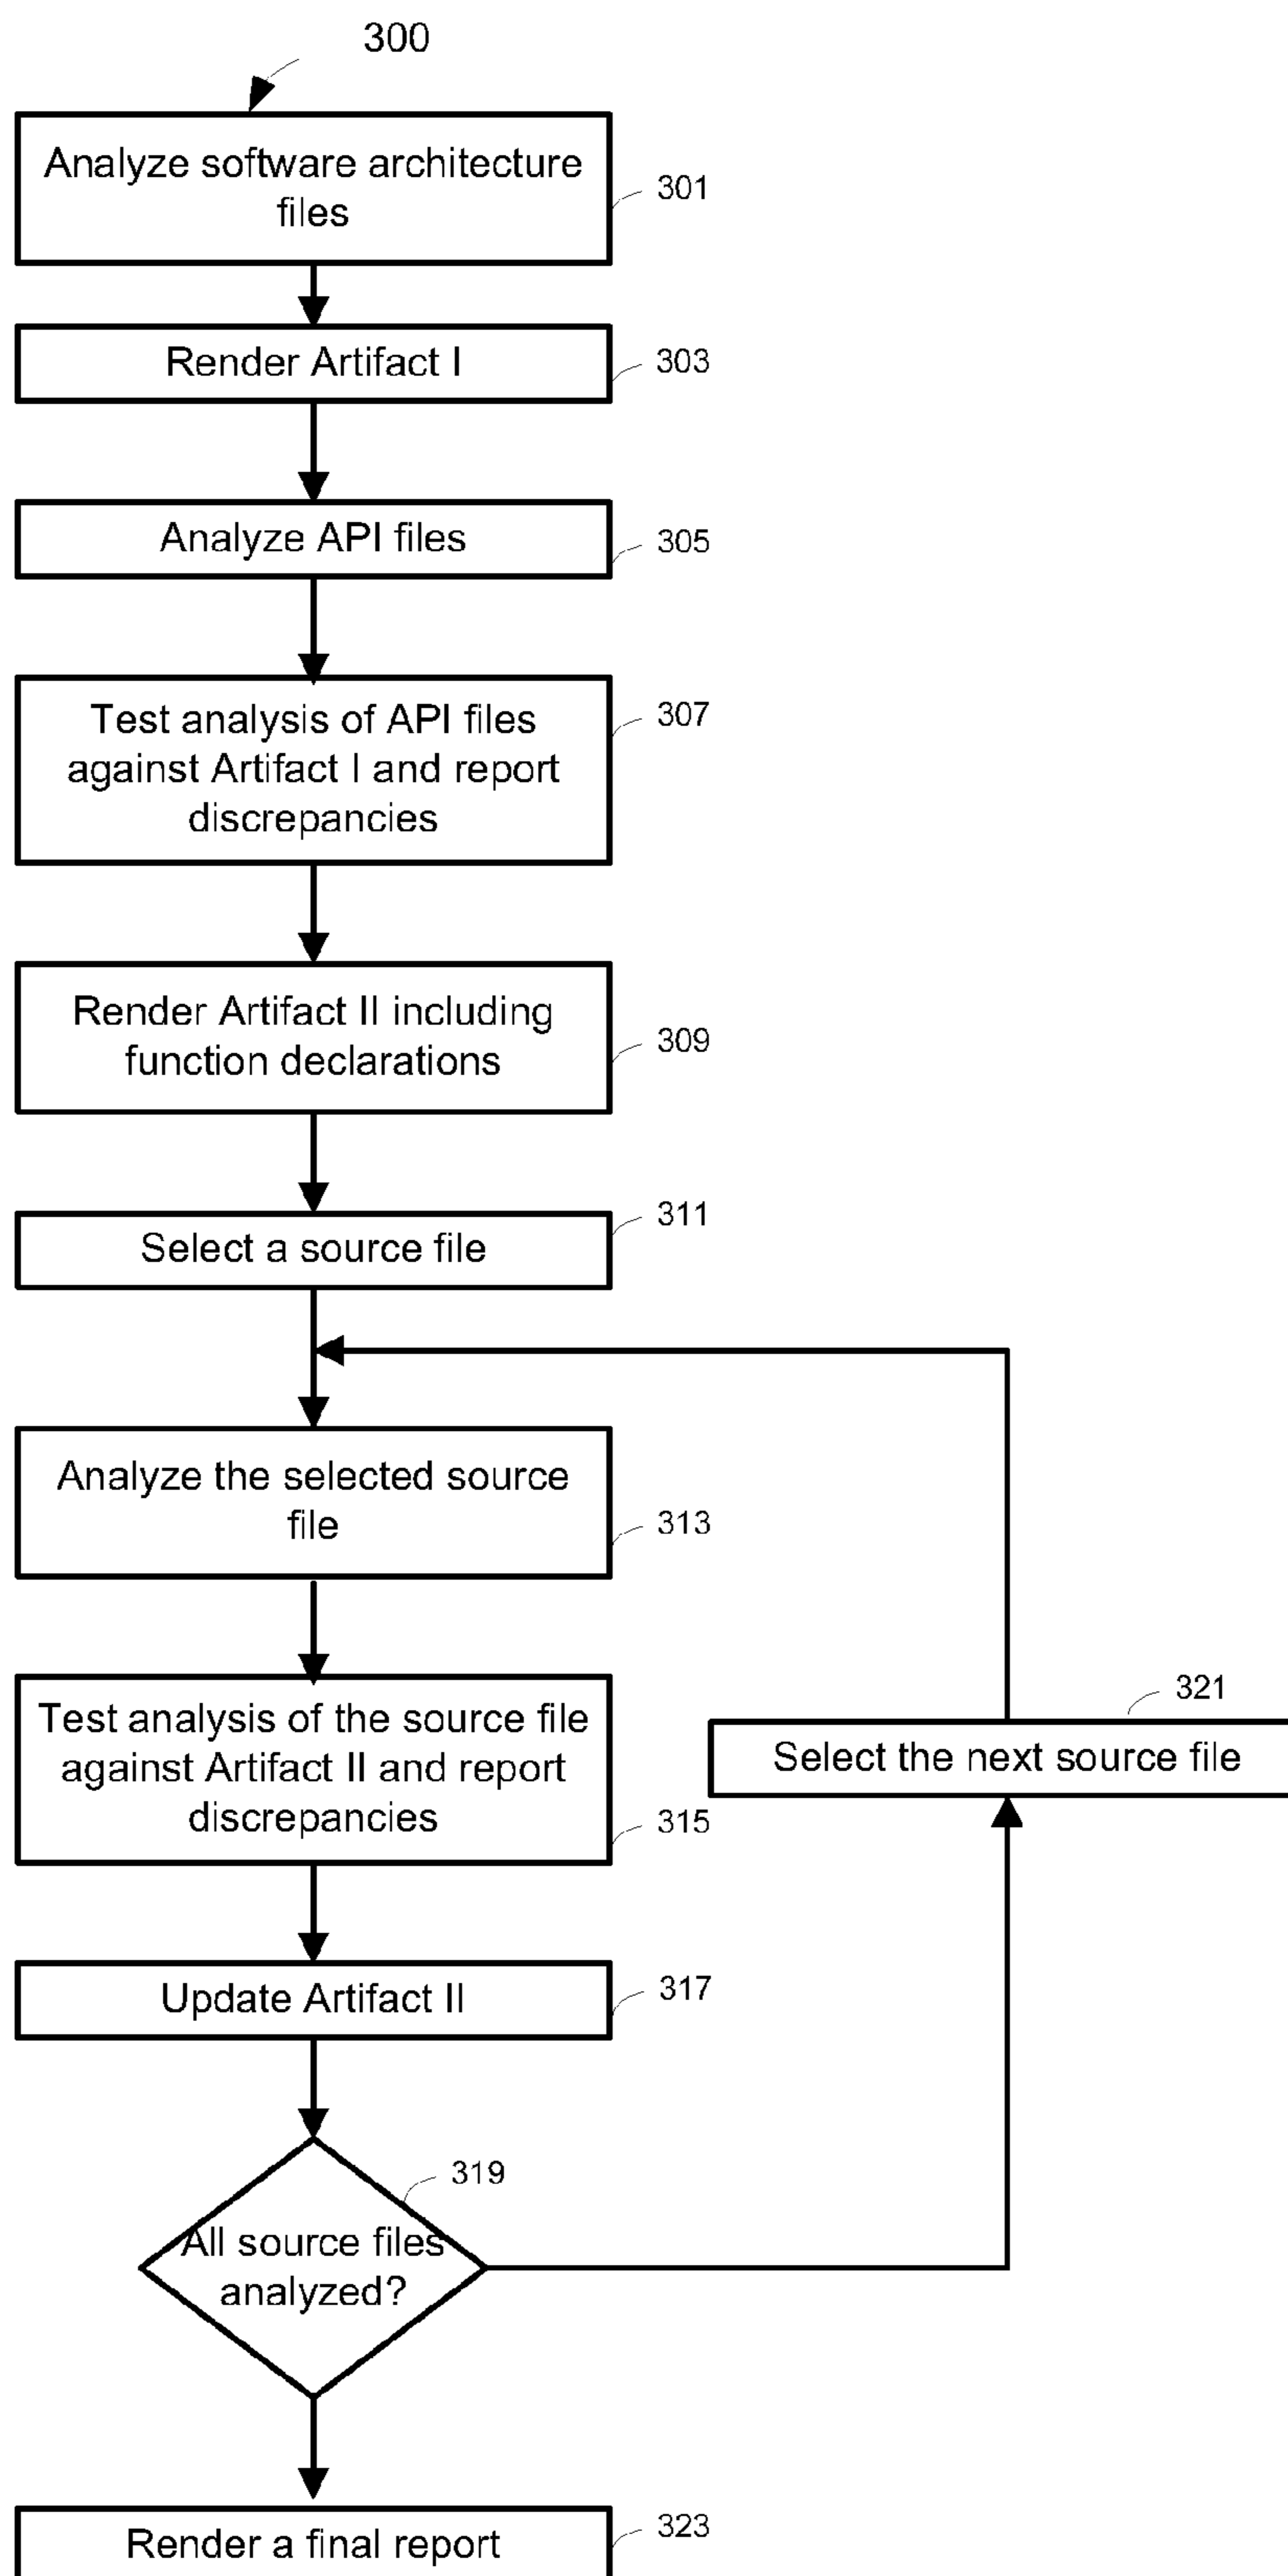 300
Analyze software architecture
files
301
Render Artifact I
303
Analyze API files
305
Test analysis of API files
against Artifact I and report
discrepancies
307
Render Artifact II including
function declarations
309
Select a source file
311
Analyze the selected source
file
313
Test analysis of the source file
against Artifact II and report
discrepancies
315
Select the next source file
321
Update Artifact II
317
All source files
analyzed?
319
Render a final report
323